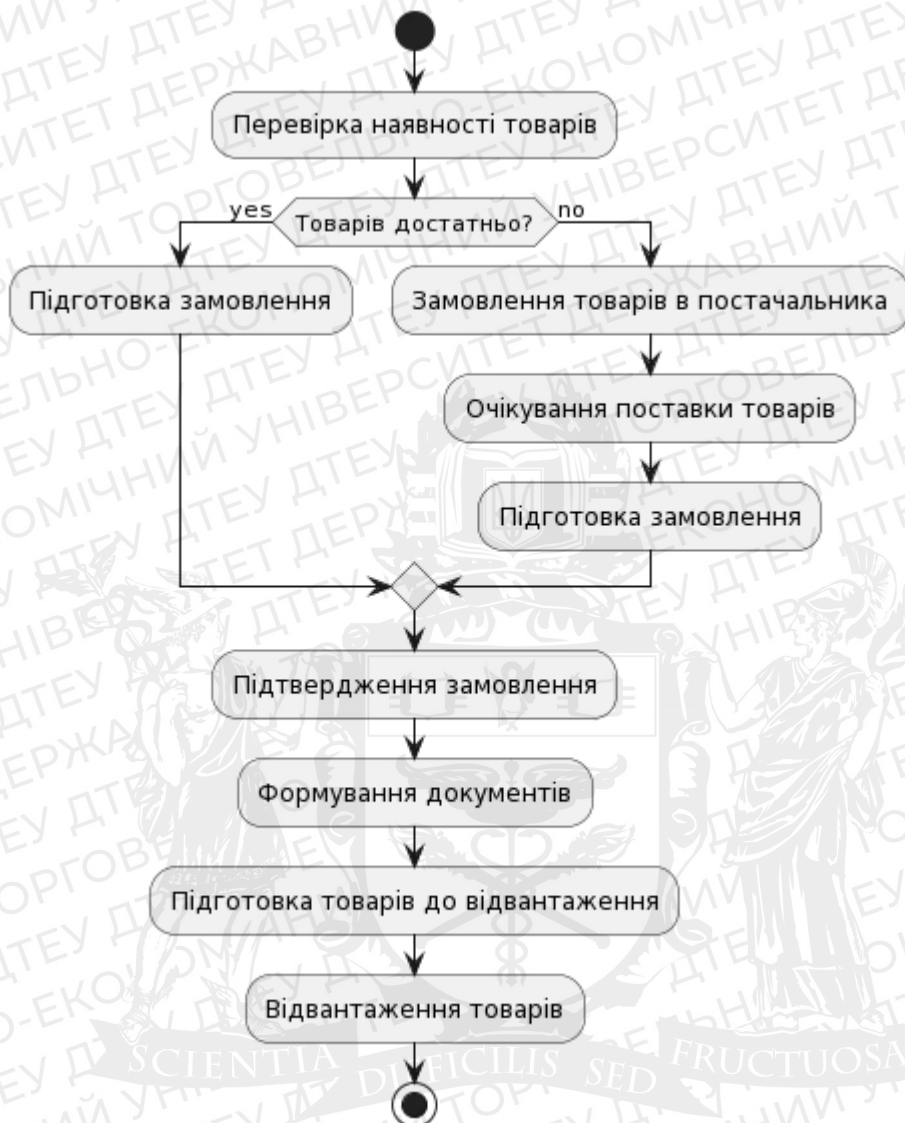 Перевірка наявності товарів
yes
Товарів достатньо?
no
Підготовка замовлення
Замовлення товарів в постачальника
Очікування поставки товарів
Підготовка замовлення
Підтвердження замовлення
Формування документів
Підготовка товарів до відвантаження
Відвантаження товарів
SCIENTIA DIFFICILIS SED FRUCTUOSA